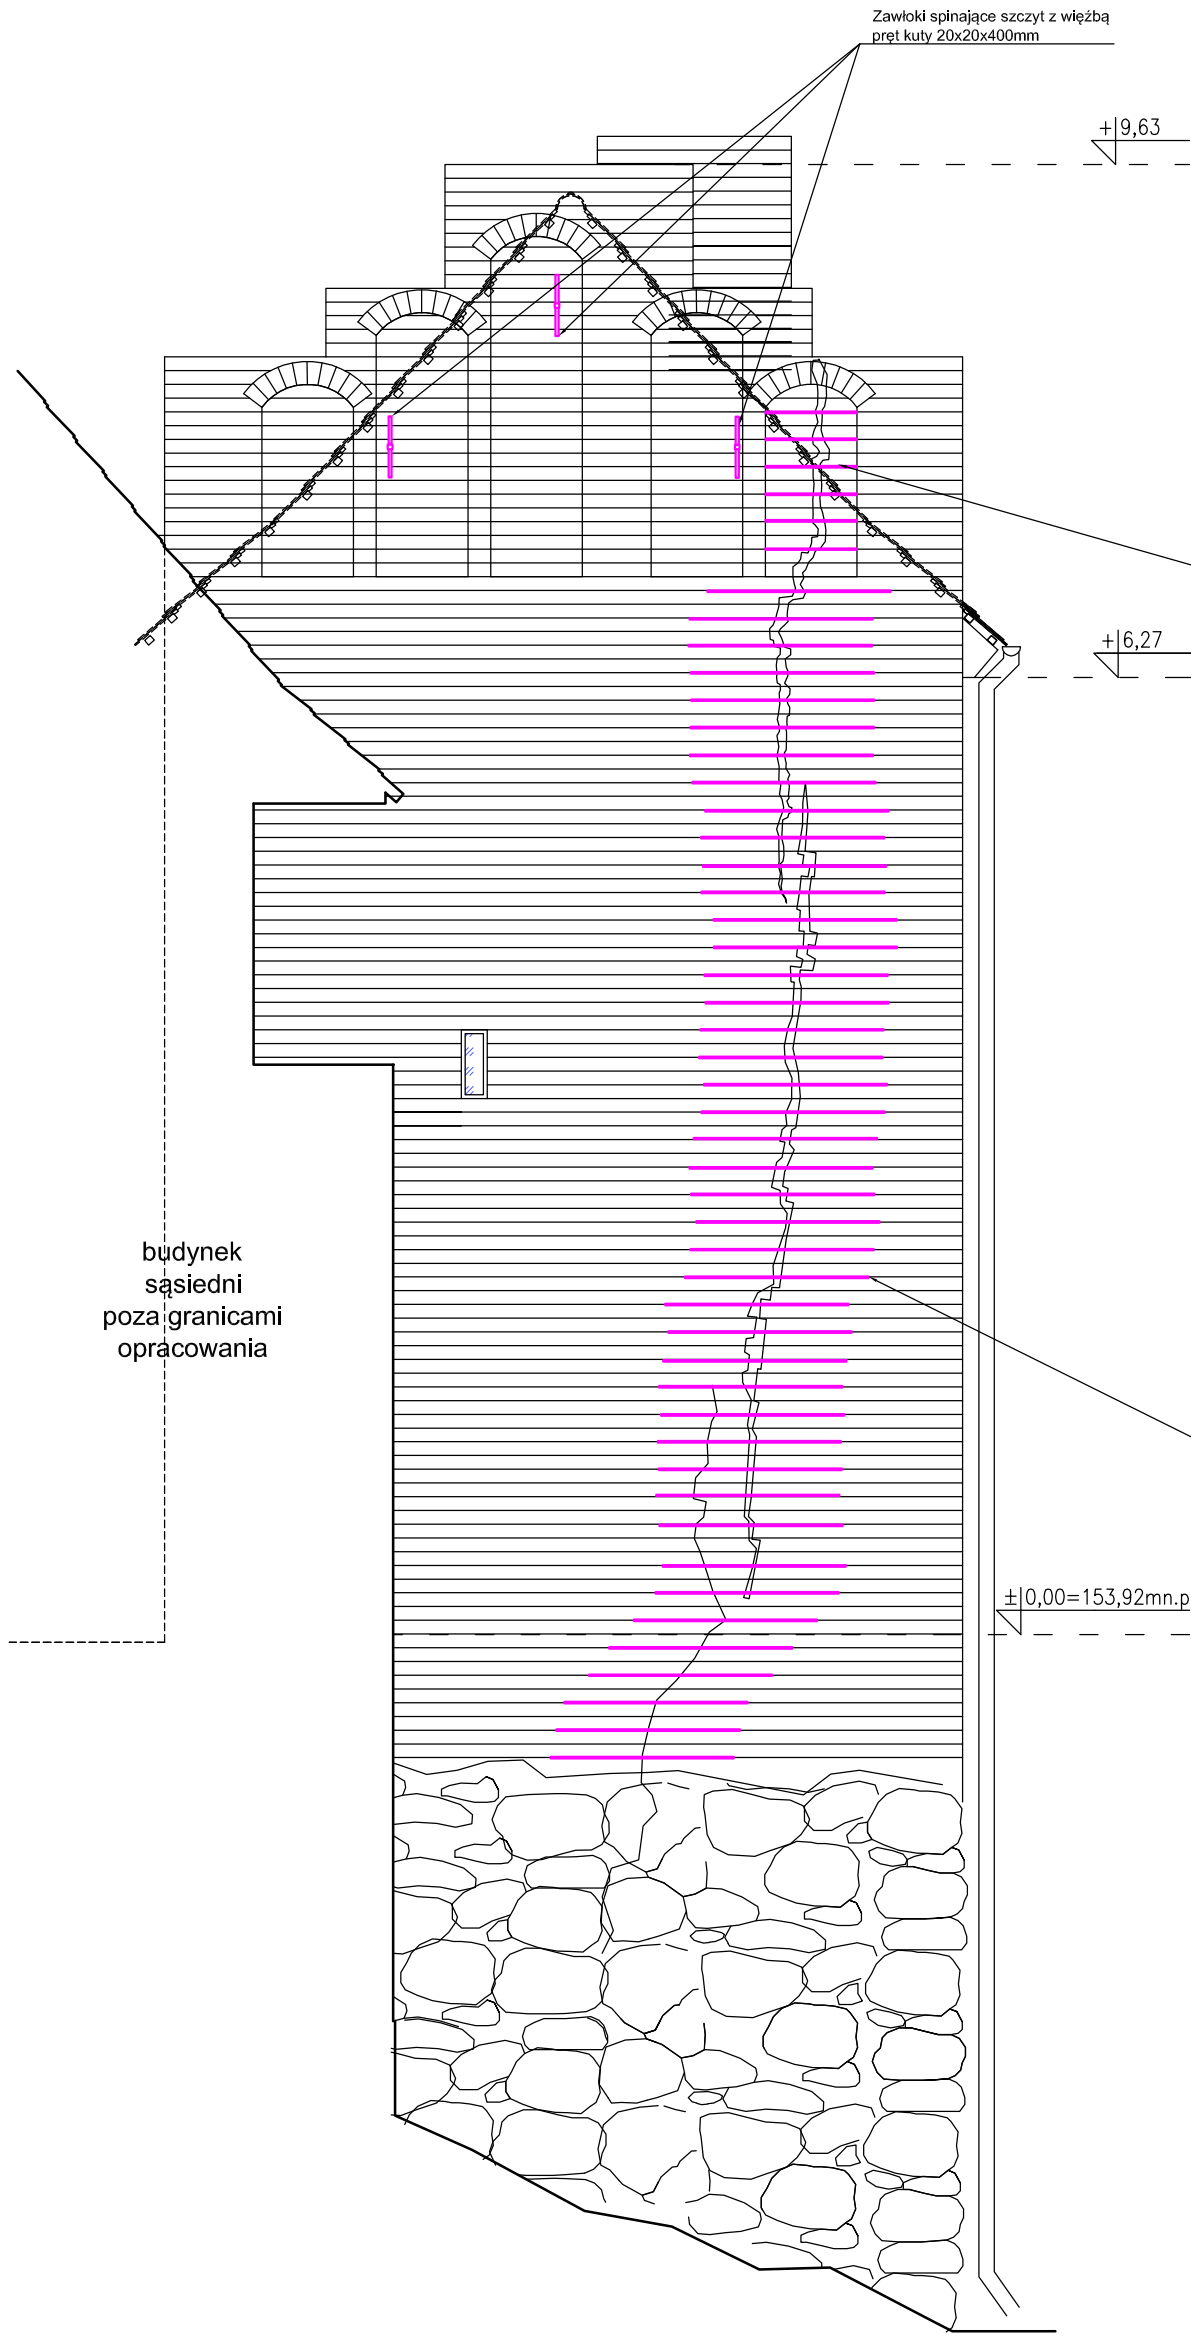 Zawłoki spinające szczyt z więźbą
pręt kuty 20x20x400mm
+9,63
+6,27
budynek
sąsiedni
poza granicami
opracowania
±0,00=153,92mn.p